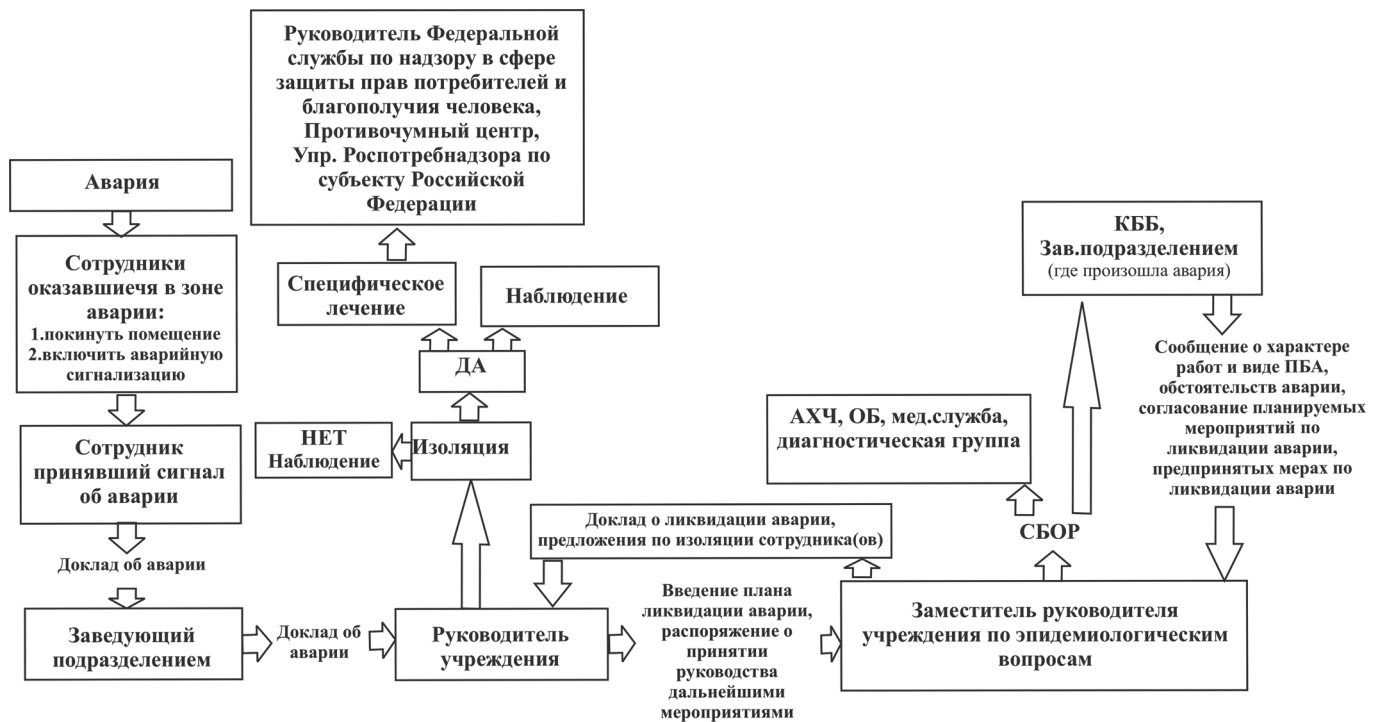 Руководитель Федеральной
службы по надзору в сфере
защиты прав потребителей и
благополучия человека,
Противочумный центр,
Упр. Роспотребнадзора по
субъекту Российской
Федерации
Авария
Сотрудники
оказавшиечя в зоне
аварии:
1.покинуть помещение
2.включить аварийную
сигнализацию
Специфическое
лечение
Наблюдение
КББ,
Зав.подразделением
(где произошла авария)
ДА
Сообщение о характере
работ и виде ПБА,
обстоятельств аварии,
согласование планируемых
мероприятий по
ликвидации аварии,
предпринятых мерах по
ликвидации аварии
Сотрудник
принявший сигнал
об аварии
НЕТ
Наблюдение
Изоляция
АХЧ, ОБ, мед.служба,
диагностическая группа
Доклад о ликвидации аварии,
предложения по изоляции сотрудника(ов)
СБОР
Доклад об аварии
Заведующий
подразделением
Доклад об
аварии
Руководитель
учреждения
Введение плана
ликвидации аварии,
распоряжение о
принятии
руководства
дальнейшими
мероприятиями
Заместитель руководителя
учреждения по эпидемиологическим
вопросам